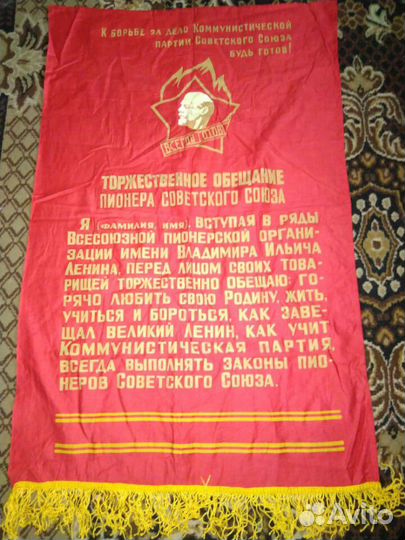 К борьбе за дело Коммунистической
партии Советского Союза
будь готов!
ВСЕГДА ГОТОВ
ТОРЖЕСТВЕННОЕ ОБЕЩАНИЕ
ПИОНЕРА СОВЕТСКОГО СОЮЗА
Я (фамилия, имя), вступая в ряды
Всесоюзной пионерской органи-
зации имени Владимира Ильича
Ленина, перед лицом своих това-
рищей торжественно обещаю: го-
рячо любить свою Родину, жить,
учиться и бороться, как заве-
щал великий Ленин, как учит
Коммунистическая партия,
всегда выполнять законы пио-
неров Советского Союза.
Avito